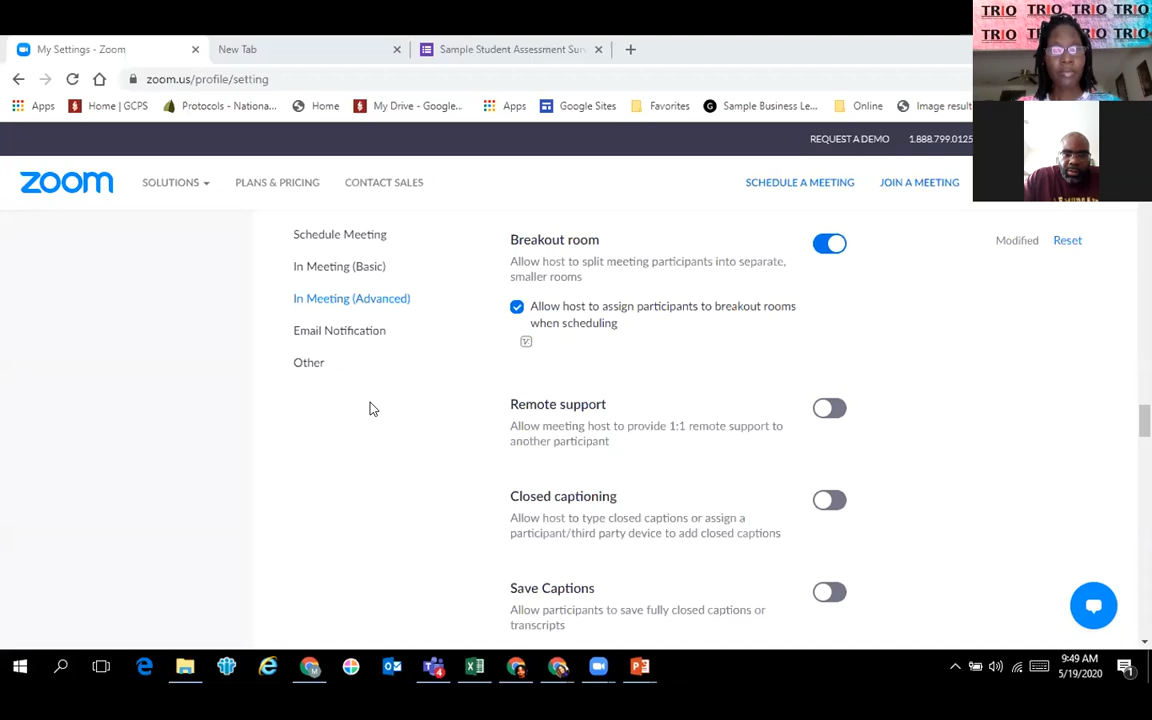 TRIO TRIO TRIO TRIO
TRIO TRIO
My Settings - Zoom
New Tab
Sample Student Assessment Sur
zoom.us/profile/setting
Apps
Home | GCPS
Protocols - Nationa...
Home
My Drive - Google...
Apps
Google Sites
Favorites
Sample Business Le...
Online
Image result
REQUEST A DEMO
1.888.799.0125
zoom
SOLUTIONS
PLANS & PRICING
CONTACT SALES
SCHEDULE A MEETING
JOIN A MEETING
Schedule Meeting
In Meeting (Basic)
In Meeting (Advanced)
Email Notification
Other
Breakout room
Allow host to split meeting participants into separate,
smaller rooms
Modified Reset
Allow host to assign participants to breakout rooms
when scheduling
Remote support
Allow meeting host to provide 1:1 remote support to
another participant
Closed captioning
Allow host to type closed captions or assign a
participant/third party device to add closed captions
Save Captions
Allow participants to save fully closed captions or
transcripts
9:49 AM
5/19/2020